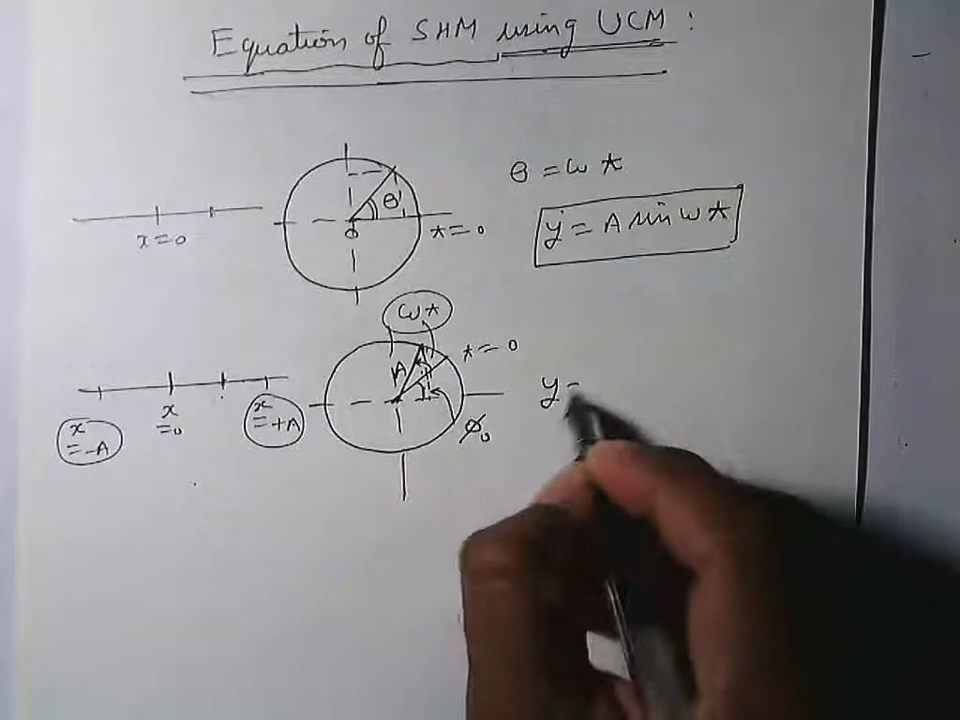 Equation of SHM using UCM :
θ = ωt
y = A sin ωt
θ
O
t = 0
x = 0
ωt
t = 0
A
y =
x = -A
x = 0
x = +A
ϕ₀